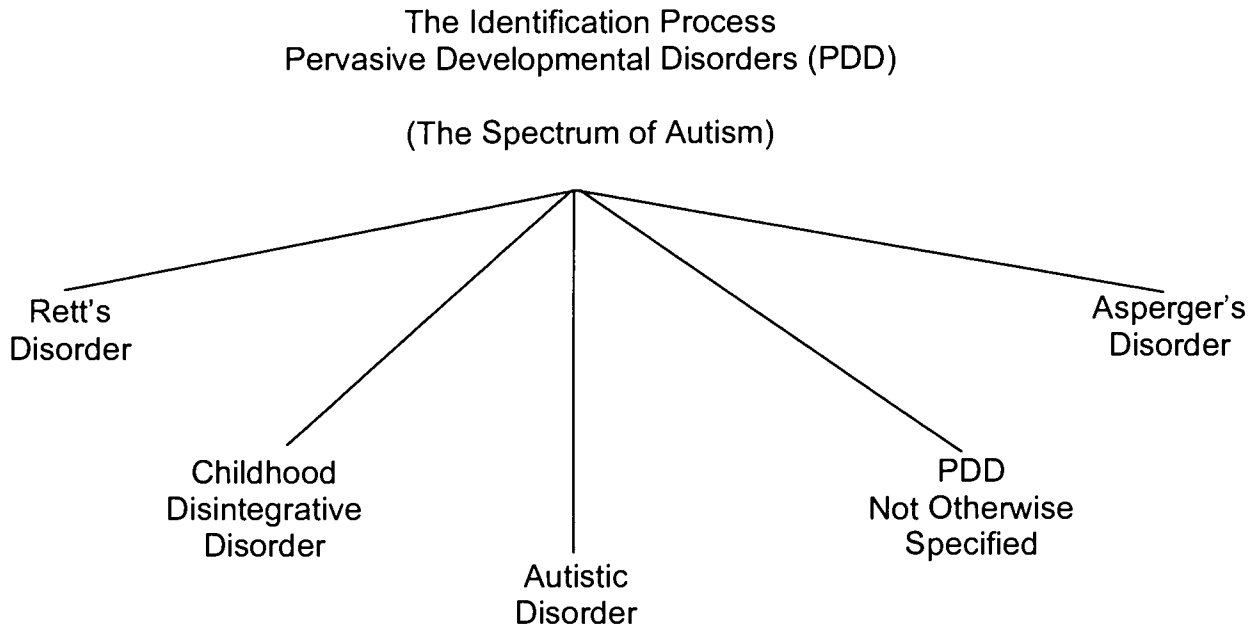 The Identification Process
Pervasive Developmental Disorders (PDD)
(The Spectrum of Autism)
Rett's
Disorder
Childhood
Disintegrative
Disorder
Autistic
Disorder
PDD
Not Otherwise
Specified
Asperger's
Disorder